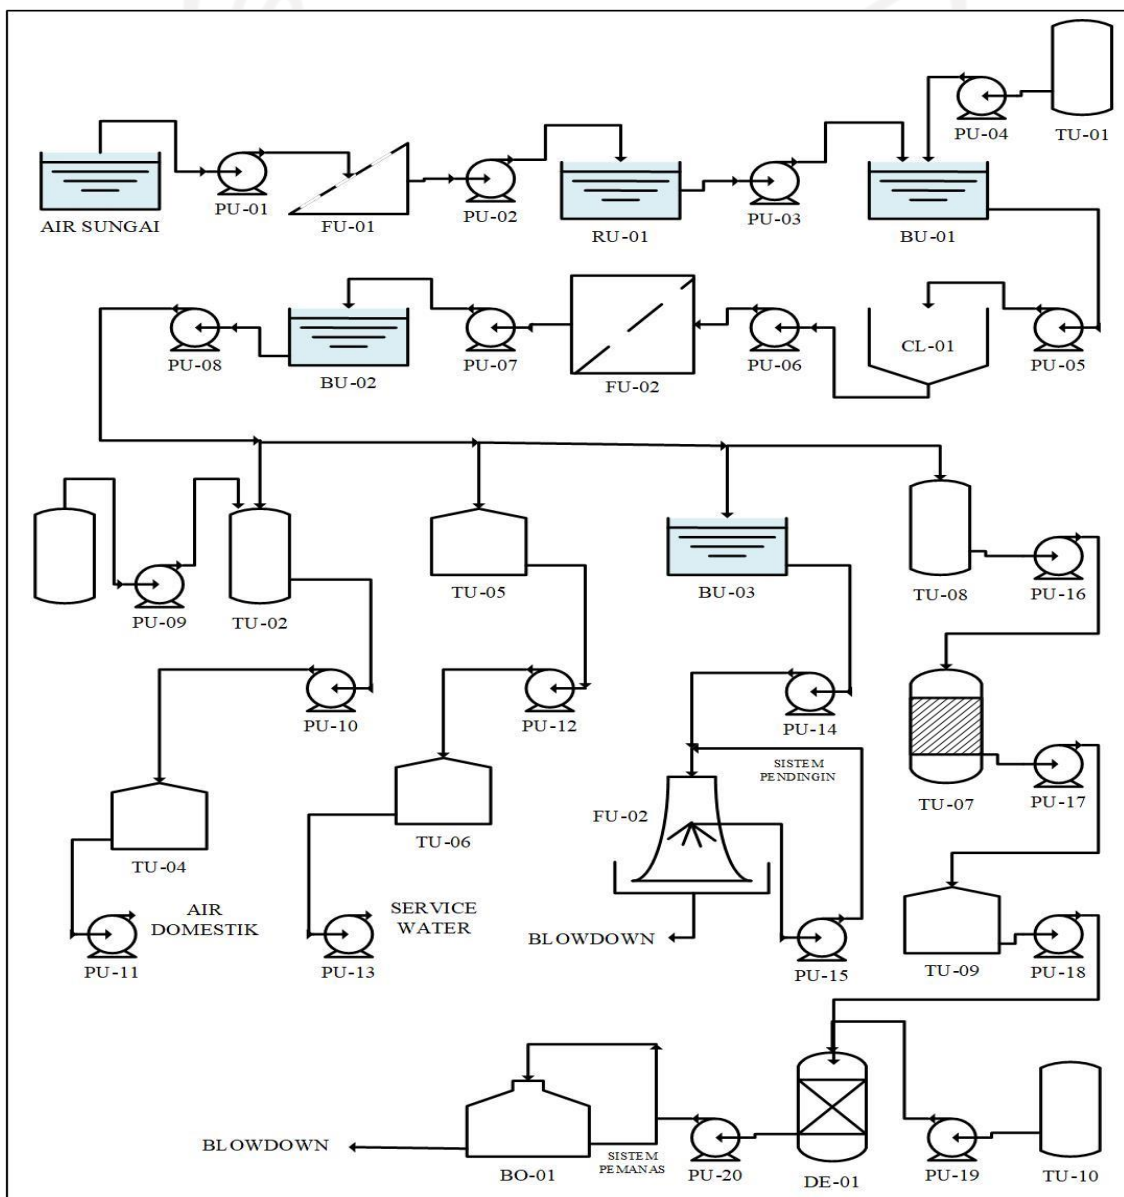 PU-04
TU-01
AIR SUNGAI
PU-01
FU-01
PU-02
RU-01
PU-03
BU-01
PU-08
BU-02
PU-07
FU-02
PU-06
CL-01
PU-05
PU-09
TU-02
TU-05
BU-03
TU-08
PU-16
PU-10
PU-12
PU-14
SISTEM
PENDINGIN
TU-07
PU-17
TU-04
TU-06
FU-02
AIR
DOMESTIK
SERVICE
WATER
BLOWDOWN
PU-11
PU-13
PU-15
TU-09
PU-18
BLOWDOWN
BO-01
SISTEM
PEMANAS
PU-20
DE-01
PU-19
TU-10